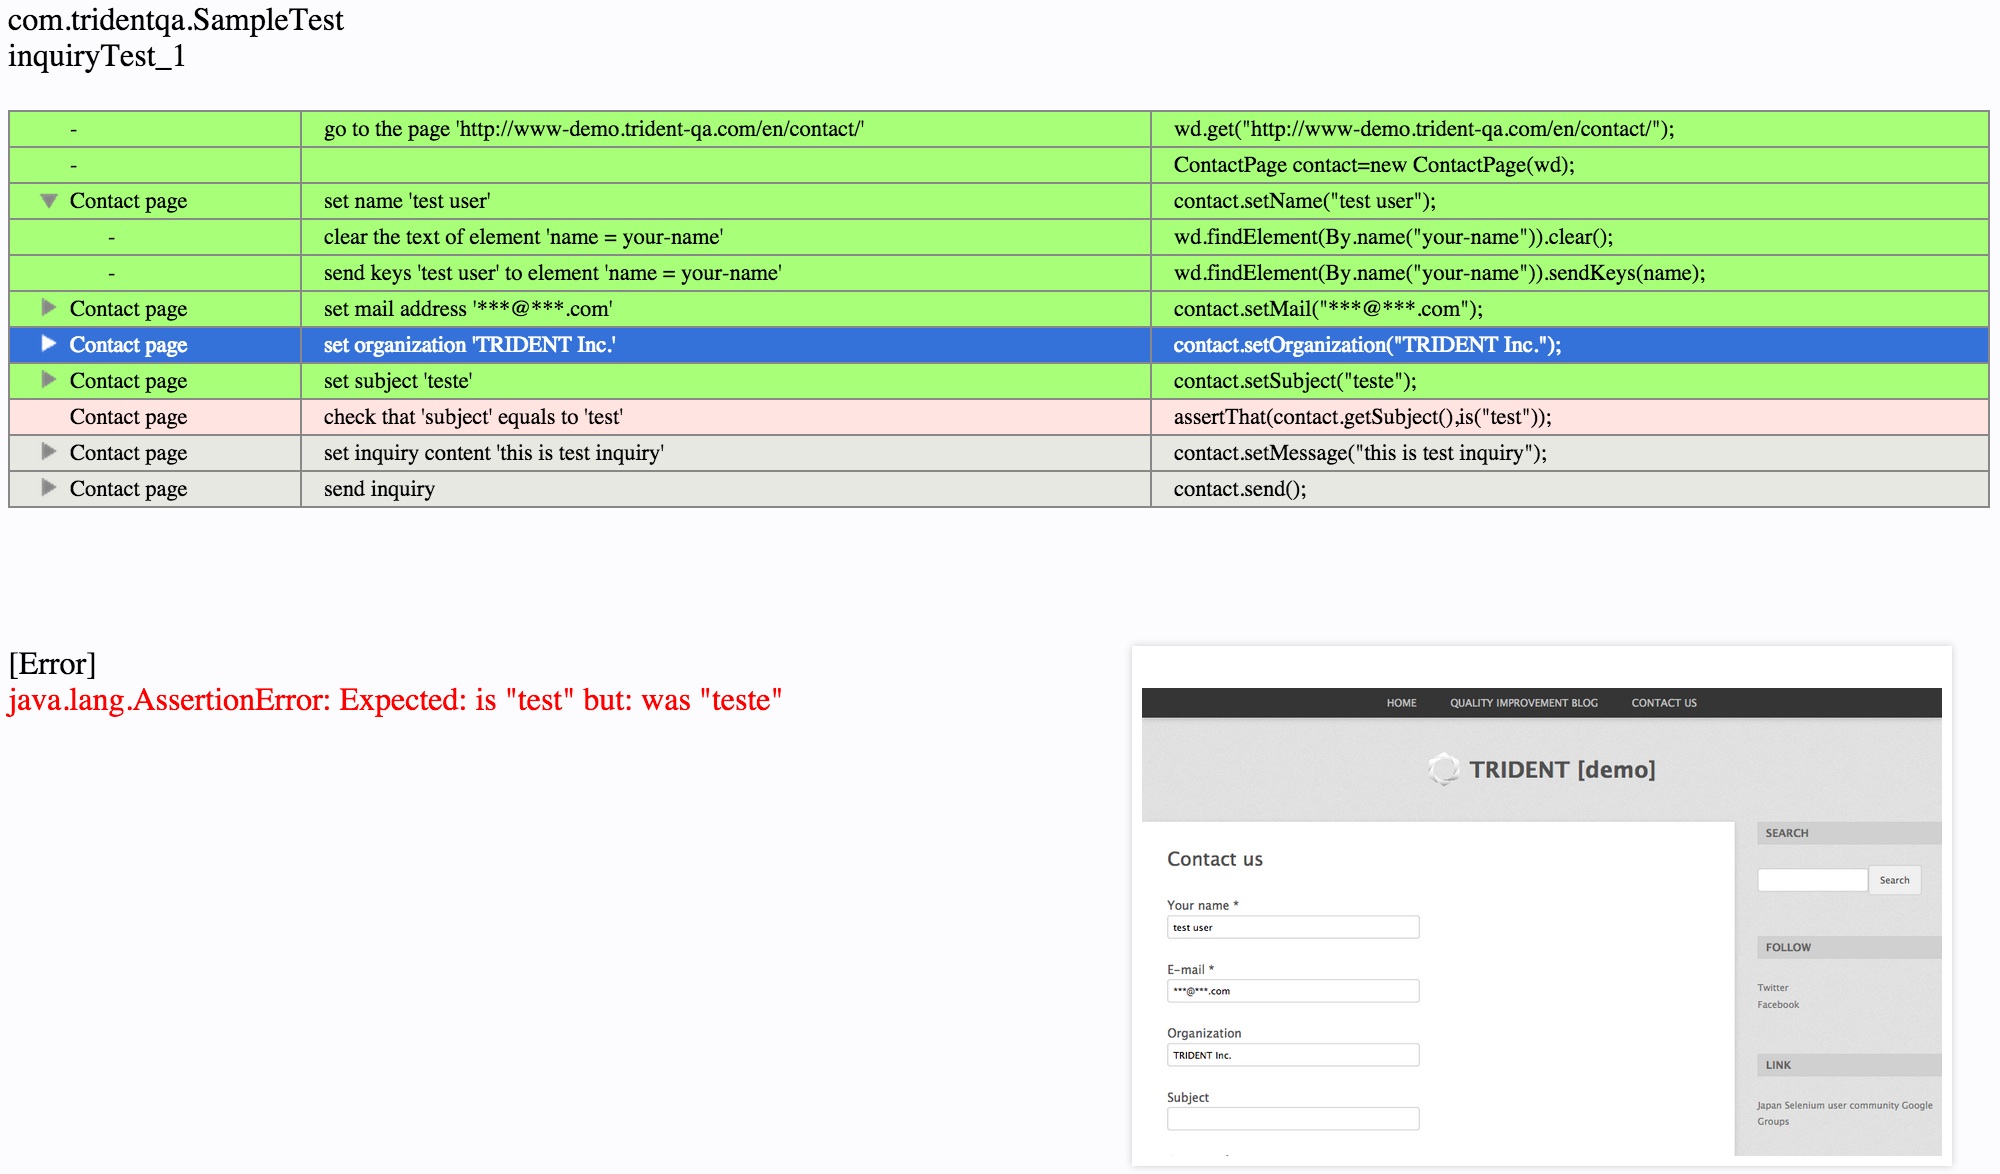 com.tridentqa.SampleTest
inquiryTest_1
- go to the page 'http://www-demo.trident-qa.com/en/contact/' wd.get("http://www-demo.trident-qa.com/en/contact/");
- ContactPage contact=new ContactPage(wd);
Contact page set name 'test user' contact.setName("test user");
- clear the text of element 'name = your-name' wd.findElement(By.name("your-name")).clear();
- send keys 'test user' to element 'name = your-name' wd.findElement(By.name("your-name")).sendKeys(name);
Contact page set mail address '***@***.com' contact.setMail("***@***.com");
Contact page set organization 'TRIDENT Inc.' contact.setOrganization("TRIDENT Inc.");
Contact page set subject 'teste' contact.setSubject("teste");
Contact page check that 'subject' equals to 'test' assertThat(contact.getSubject(),is("test"));
Contact page set inquiry content 'this is test inquiry' contact.setMessage("this is test inquiry");
Contact page send inquiry contact.send();
[Error]
java.lang.AssertionError: Expected: is "test" but: was "teste"
HOME QUALITY IMPROVEMENT BLOG CONTACT US
TRIDENT [demo]
Contact us
Your name *
test user
E-mail *
***@***.com
Organization
TRIDENT Inc.
Subject
SEARCH
Search
FOLLOW
Twitter
Facebook
LINK
Japan Selenium user community Google
Groups